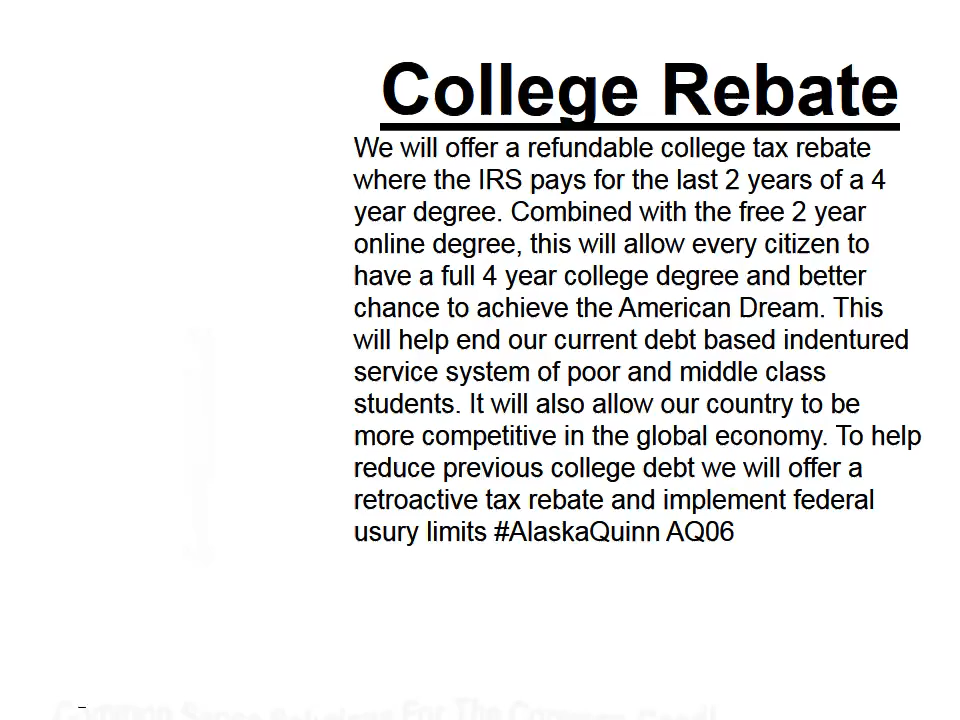 College Rebate
We will offer a refundable college tax rebate
where the IRS pays for the last 2 years of a 4
year degree. Combined with the free 2 year
online degree, this will allow every citizen to
have a full 4 year college degree and better
chance to achieve the American Dream. This
will help end our current debt based indentured
service system of poor and middle class
students. It will also allow our country to be
more competitive in the global economy. To help
reduce previous college debt we will offer a
retroactive tax rebate and implement federal
usury limits #AlaskaQuinn AQ06
For The